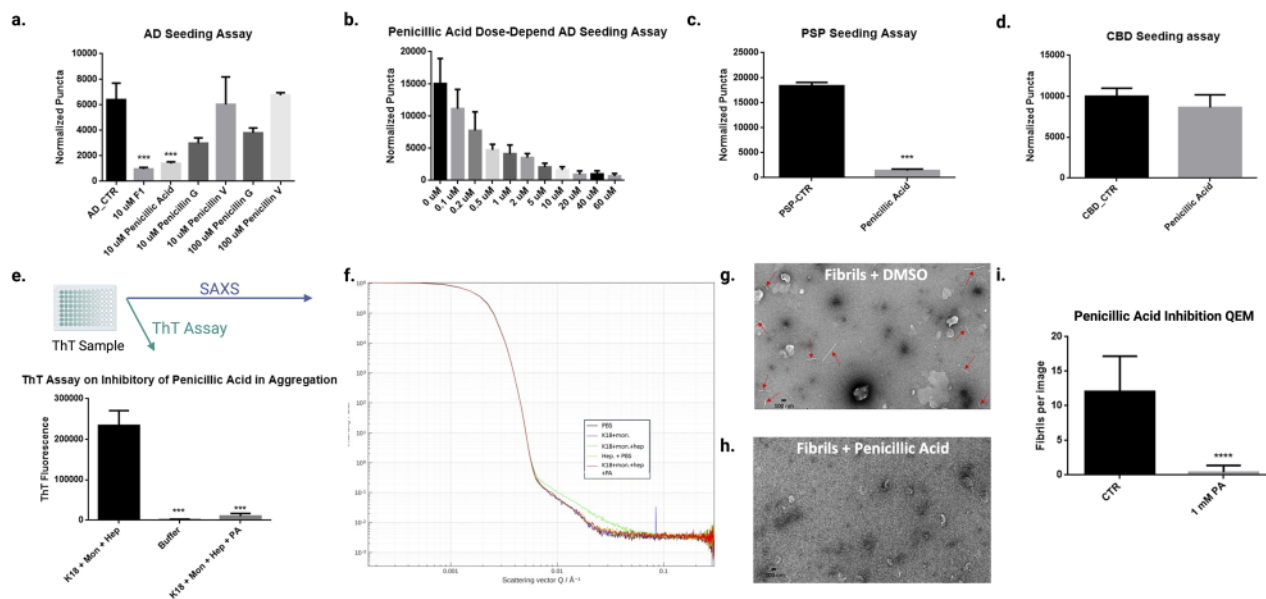 a.
AD Seeding Assay
Normalized Puncta
8000
6000
4000
2000
0
AD_CTR
10 uM F1
10 uM Penicillic Acid
10 uM Penicillin G
10 uM Penicillin V
100 uM Penicillin G
100 uM Penicillin V
***
***
b.
Penicillic Acid Dose-Depend AD Seeding Assay
Normalized Puncta
20000
15000
10000
5000
0
0 uM
0.1 uM
0.2 uM
0.5 uM
1 uM
2 uM
5 uM
10 uM
20 uM
40 uM
60 uM
c.
PSP Seeding Assay
Normalized Puncta
25000
20000
15000
10000
5000
0
***
PSP-CTR
Penicillic Acid
d.
CBD Seeding assay
Normalized Puncta
15000
10000
5000
0
CBD_CTR
Penicillic Acid
e.
SAXS
ThT Assay
ThT Sample
ThT Assay on Inhibitory of Penicillic Acid in Aggregation
ThT Fluorescence
300000
200000
100000
0
***
***
K18 + Mon + Hep
Buffer
K18 + Mon + Hep + PA
f.
PBS
K18+mon.
K18+mon.+hep
Hep. + PBS
K18+mon.+hep
+PA
0.001
0.01
0.1
Scattering vector Q / Å⁻¹
g.
Fibrils + DMSO
h.
Fibrils + Penicillic Acid
i.
Penicillic Acid Inhibition QEM
Fibrils per image
20
15
10
5
0
****
CTR
1 mM PA